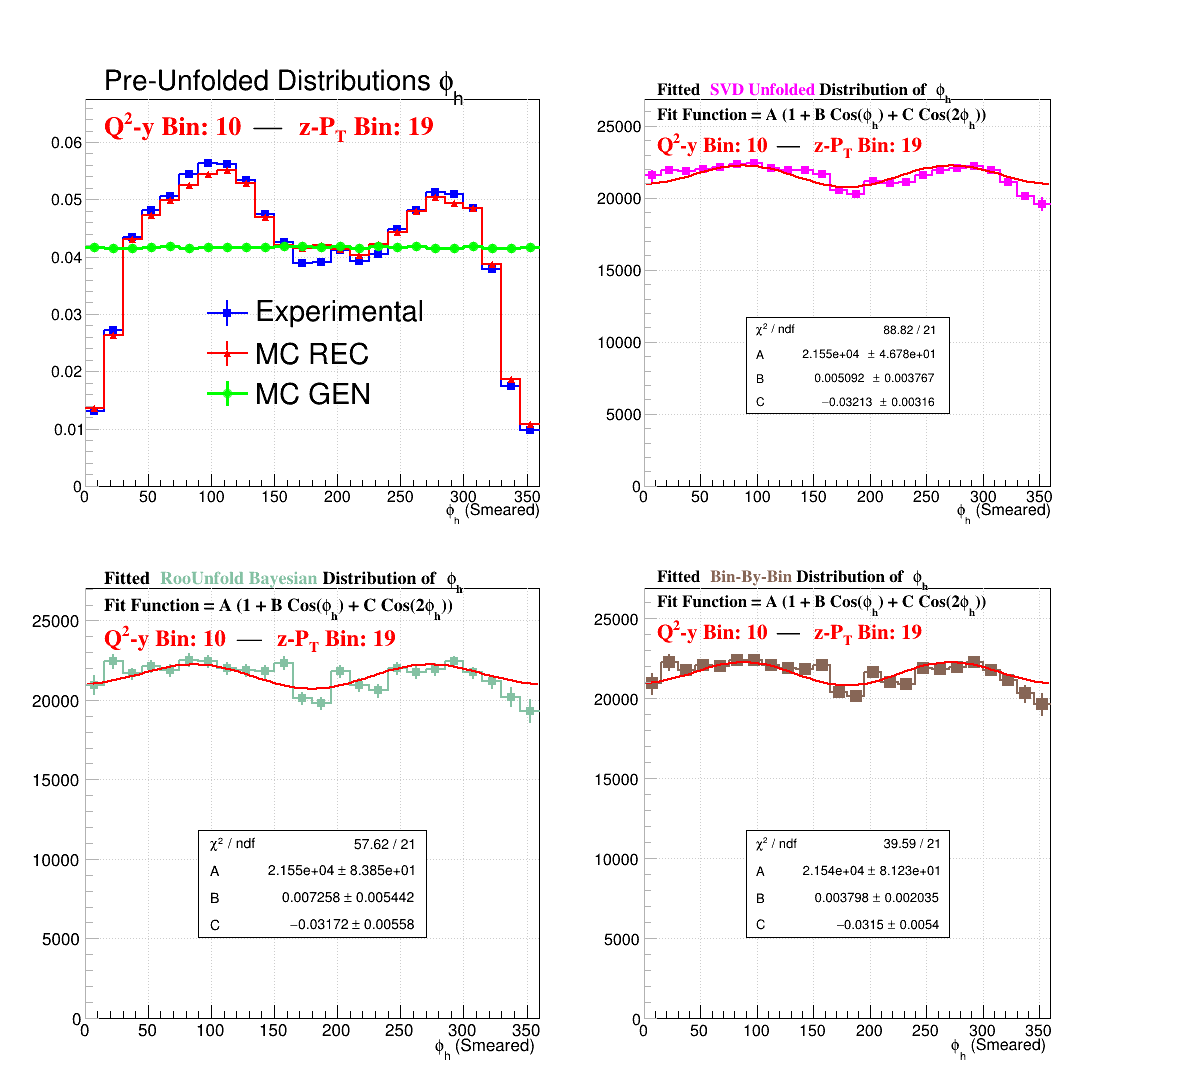 Pre-Unfolded Distributions ϕh
Q2-y Bin: 10 — z-PT Bin: 19
0.06
0.05
0.04
0.03
0.02
0.01
0
Experimental
MC REC
MC GEN
0 50 100 150 200 250 300 350
ϕh (Smeared)
Fitted SVD Unfolded Distribution of ϕh
Fit Function = A (1 + B Cos(ϕh) + C Cos(2ϕh))
Q2-y Bin: 10 — z-PT Bin: 19
25000
20000
15000
10000
5000
0
χ2 / ndf 88.82 / 21
A 2.155e+04 ± 4.678e+01
B 0.005092 ± 0.003767
C −0.03213 ± 0.00316
0 50 100 150 200 250 300 350
ϕh (Smeared)
Fitted RooUnfold Bayesian Distribution of ϕh
Fit Function = A (1 + B Cos(ϕh) + C Cos(2ϕh))
Q2-y Bin: 10 — z-PT Bin: 19
25000
20000
15000
10000
5000
0
χ2 / ndf 57.62 / 21
A 2.155e+04 ± 8.385e+01
B 0.007258 ± 0.005442
C −0.03172 ± 0.00558
0 50 100 150 200 250 300 350
ϕh (Smeared)
Fitted Bin-By-Bin Distribution of ϕh
Fit Function = A (1 + B Cos(ϕh) + C Cos(2ϕh))
Q2-y Bin: 10 — z-PT Bin: 19
25000
20000
15000
10000
5000
0
χ2 / ndf 39.59 / 21
A 2.154e+04 ± 8.123e+01
B 0.003798 ± 0.002035
C −0.0315 ± 0.0054
0 50 100 150 200 250 300 350
ϕh (Smeared)